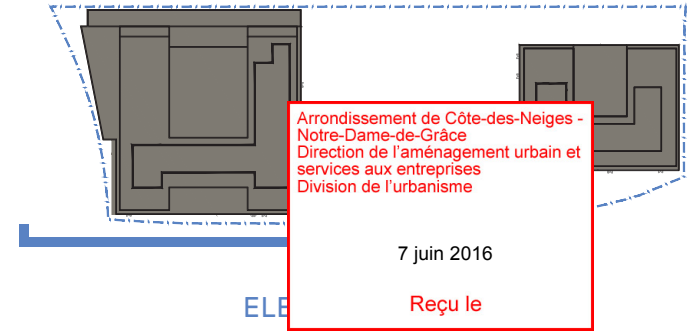 Arrondissement de Côte-des-Neiges -
Notre-Dame-de-Grâce
Direction de l'aménagement urbain et
services aux entreprises
Division de l'urbanisme
7 juin 2016
Reçu le
ELE